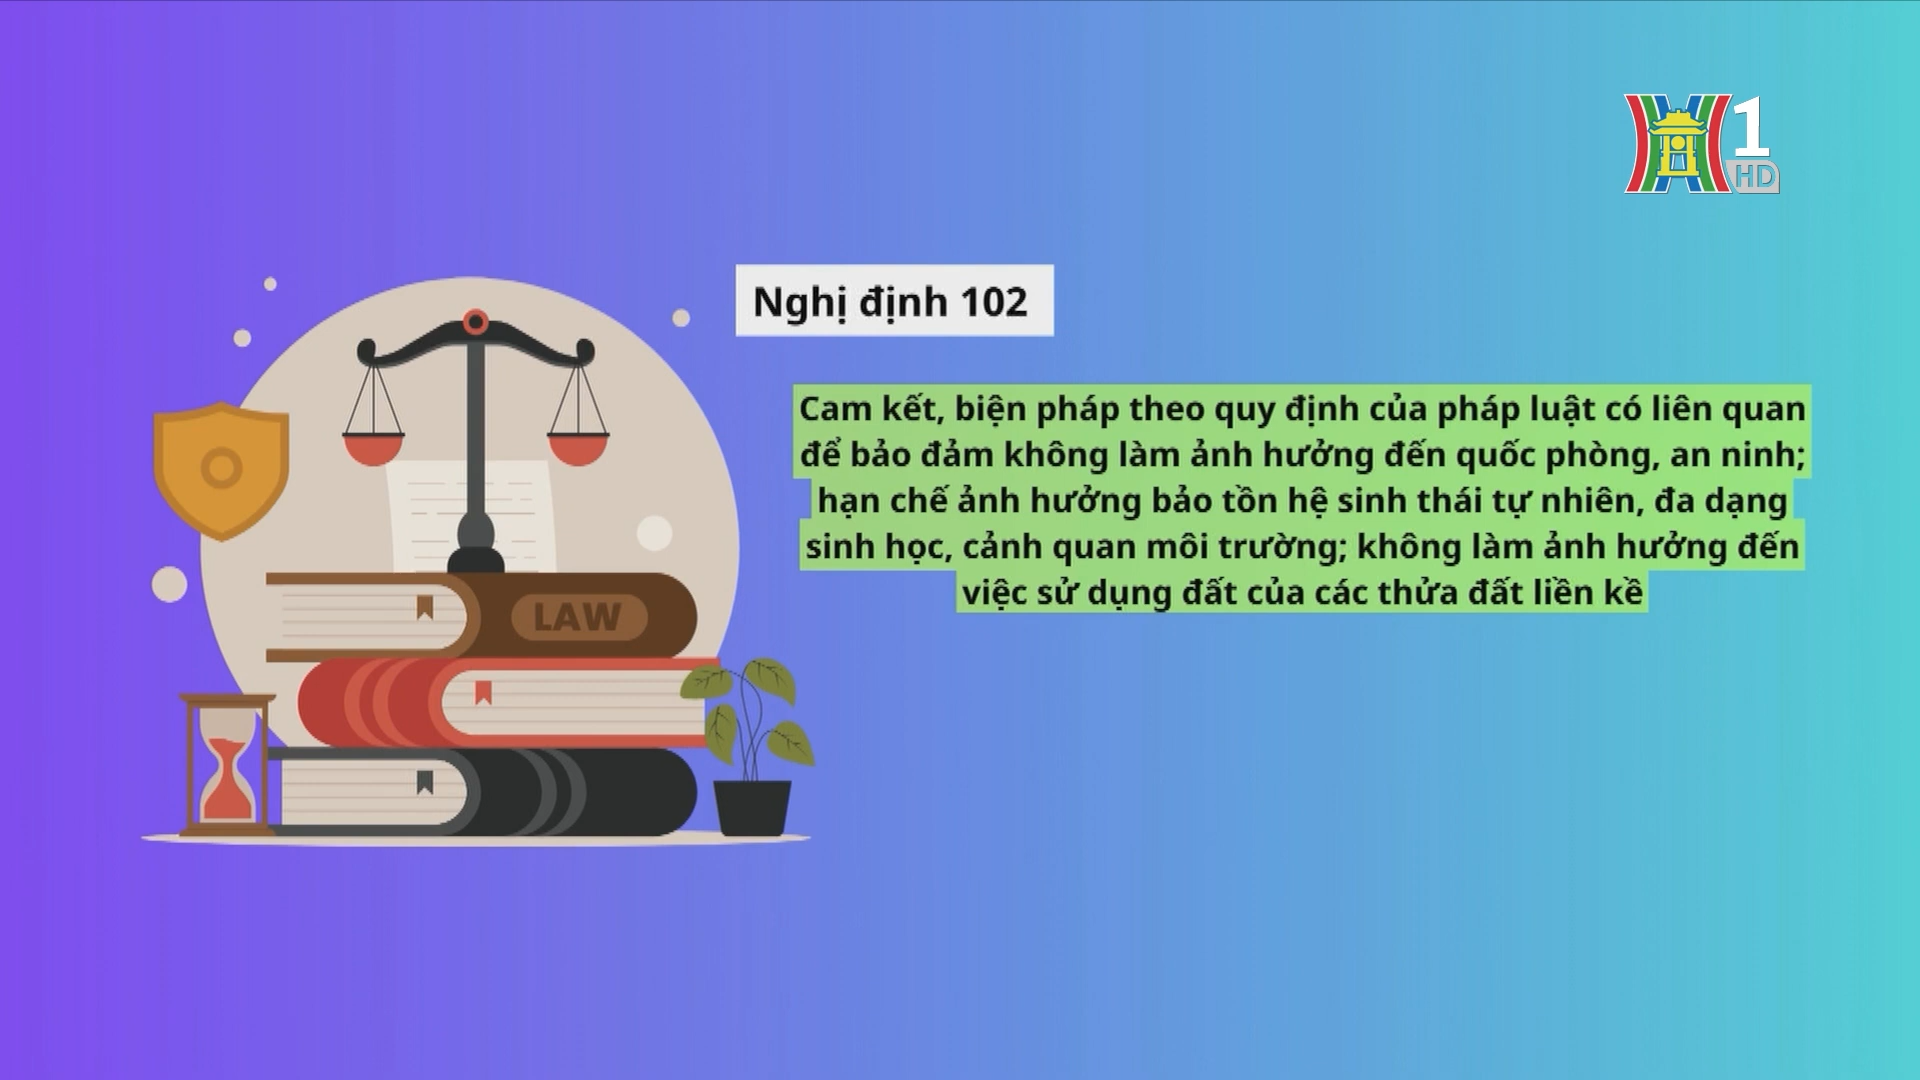 1
HD
Nghị định 102
Cam kết, biện pháp theo quy định của pháp luật có liên quan
để bảo đảm không làm ảnh hưởng đến quốc phòng, an ninh;
hạn chế ảnh hưởng bảo tồn hệ sinh thái tự nhiên, đa dạng
sinh học, cảnh quan môi trường; không làm ảnh hưởng đến
việc sử dụng đất của các thửa đất liền kề
LAW